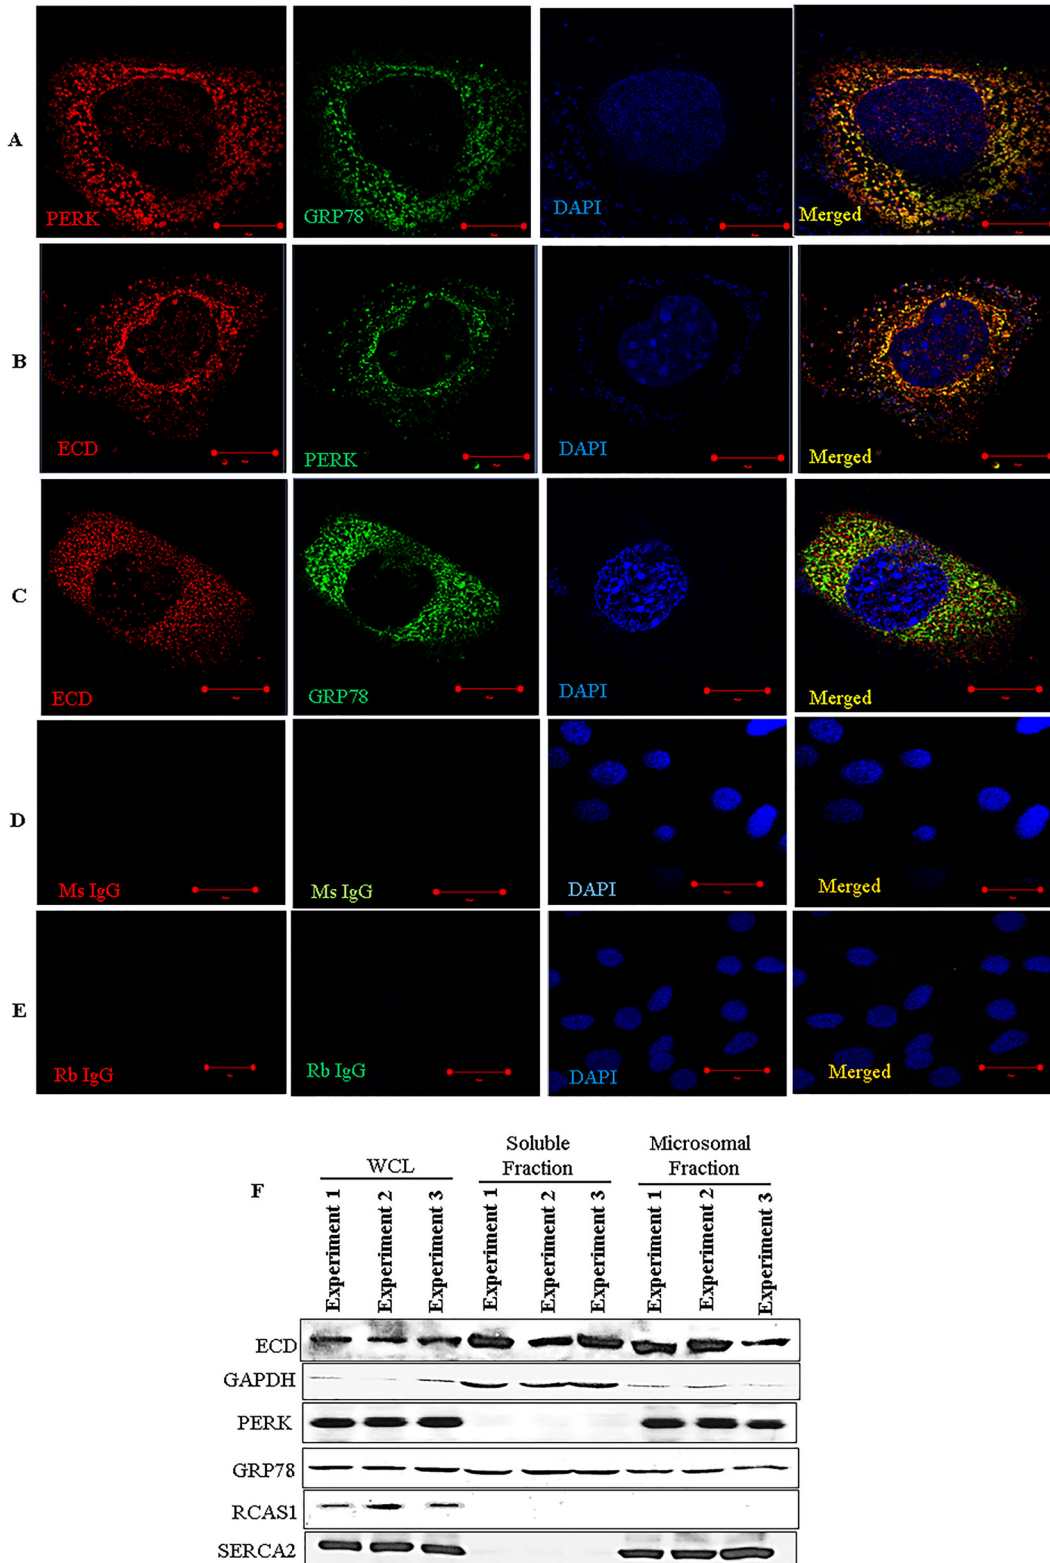 A
PERK
GRP78
DAPI
Merged
B
ECD
PERK
DAPI
Merged
C
ECD
GRP78
DAPI
Merged
D
Ms IgG
Ms IgG
DAPI
Merged
E
Rb IgG
Rb IgG
DAPI
Merged
F
WCL
Soluble
Fraction
Microsomal
Fraction
Experiment 1
Experiment 2
Experiment 3
Experiment 1
Experiment 2
Experiment 3
Experiment 1
Experiment 2
Experiment 3
ECD
GAPDH
PERK
GRP78
RCAS1
SERCA2